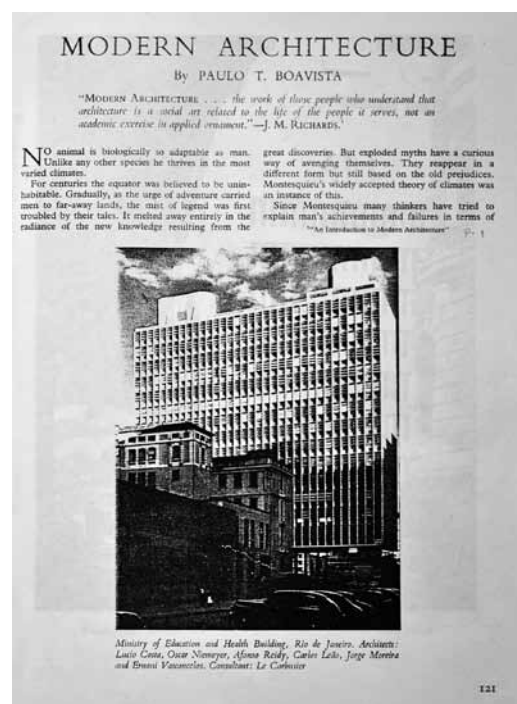 MODERN ARCHITECTURE
By PAULO T. BOAVISTA
"MODERN ARCHITECTURE . . . the work of those people who understand that
architecture is a social art related to the life of the people it serves, not an
academic exercise in applied ornament."—J. M. RICHARDS.¹
NO animal is biologically so adaptable as man.
Unlike any other species he thrives in the most
varied climates.
For centuries the equator was believed to be unin-
habitable. Gradually, as the urge of adventure carried
men to far-away lands, the mist of legend was first
troubled by their tales. It melted away entirely in the
radiance of the new knowledge resulting from the
great discoveries. But exploded myths have a curious
way of avenging themselves. They reappear in a
different form but still based on the old prejudices.
Montesquieu's widely accepted theory of climates was
an instance of this.
Since Montesquieu many thinkers have tried to
explain man's achievements and failures in terms of
¹"An Introduction to Modern Architecture"
Ministry of Education and Health Building, Rio de Janeiro. Architects:
Lucio Costa, Oscar Niemeyer, Afonso Reidy, Carlos Leão, Jorge Moreira
and Ernani Vasconcelos. Consultant: Le Corbusier
121